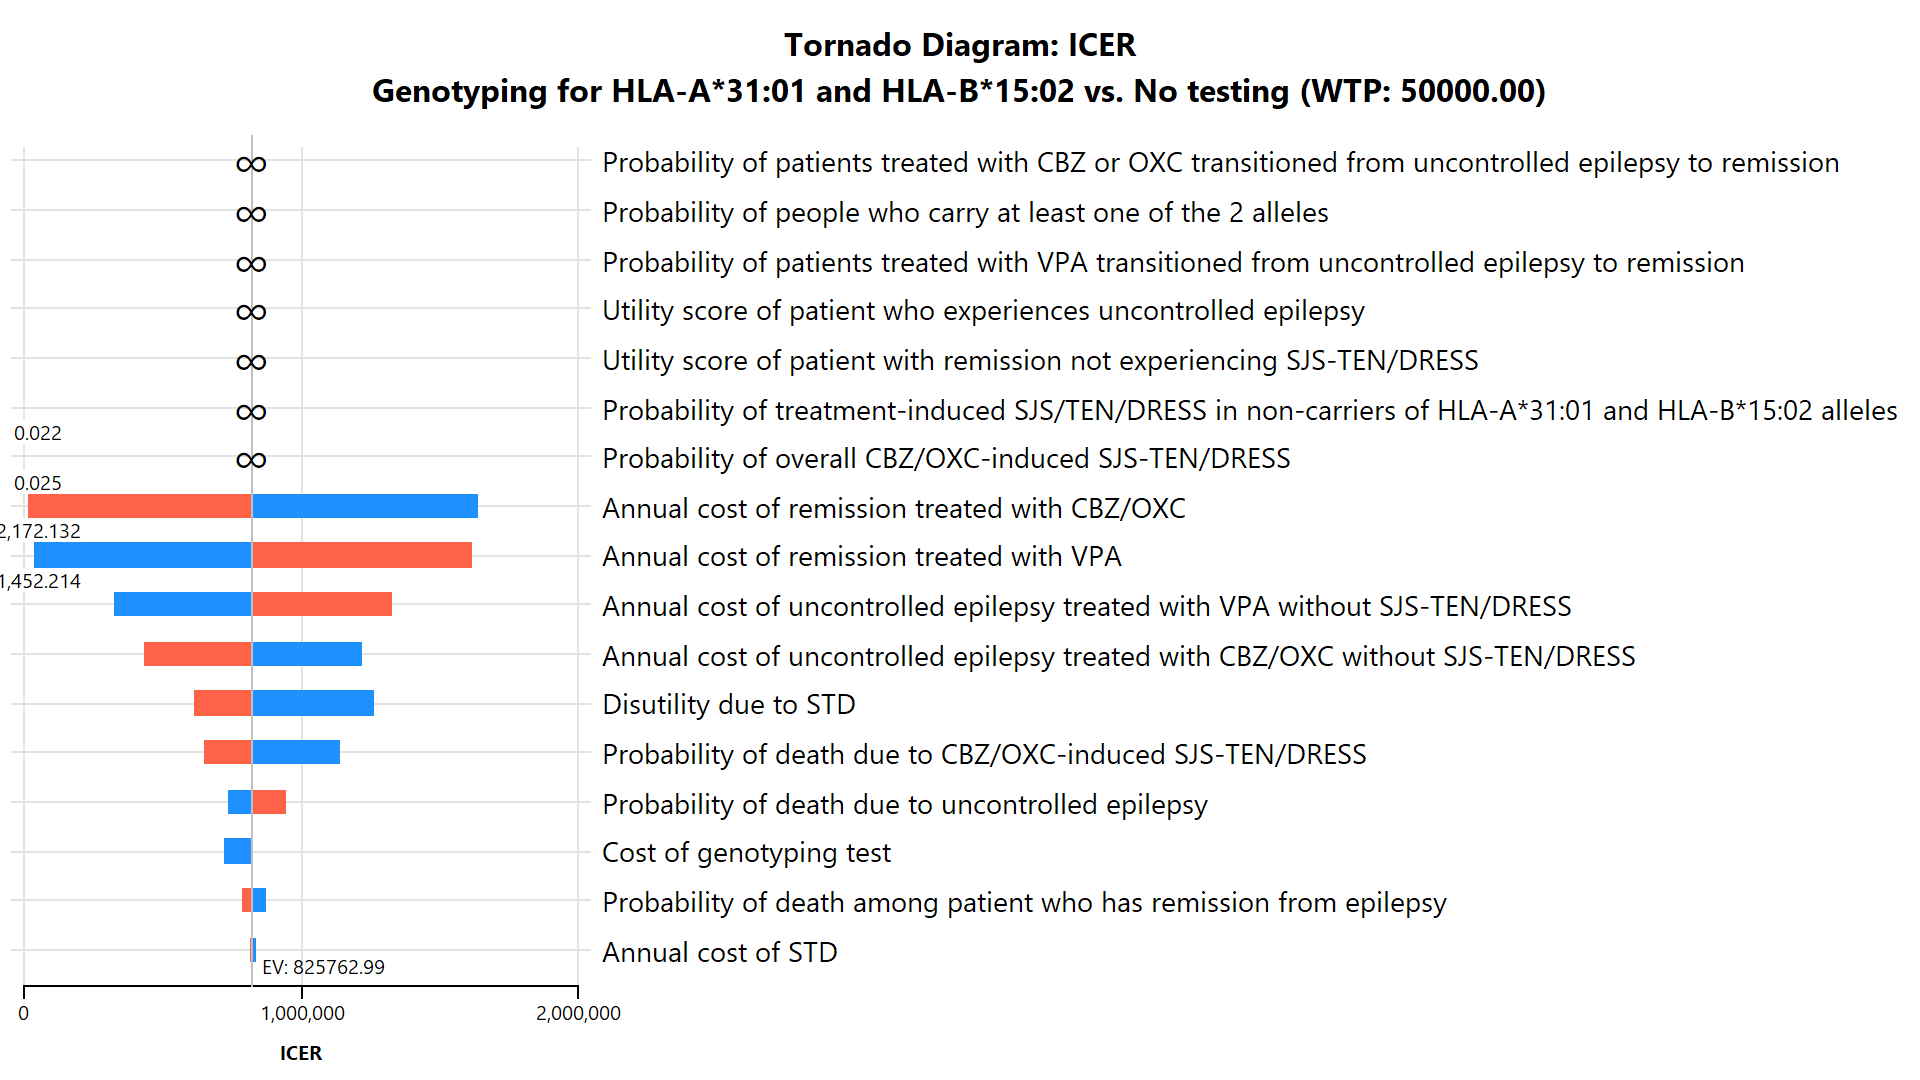 Tornado Diagram: ICER
Genotyping for HLA-A*31:01 and HLA-B*15:02 vs. No testing (WTP: 50000.00)
∞ Probability of patients treated with CBZ or OXC transitioned from uncontrolled epilepsy to remission
∞ Probability of people who carry at least one of the 2 alleles
∞ Probability of patients treated with VPA transitioned from uncontrolled epilepsy to remission
∞ Utility score of patient who experiences uncontrolled epilepsy
∞ Utility score of patient with remission not experiencing SJS-TEN/DRESS
∞ Probability of treatment-induced SJS/TEN/DRESS in non-carriers of HLA-A*31:01 and HLA-B*15:02 alleles
0.022
∞ Probability of overall CBZ/OXC-induced SJS-TEN/DRESS
0.025
Annual cost of remission treated with CBZ/OXC
2,172.132
Annual cost of remission treated with VPA
1,452.214
Annual cost of uncontrolled epilepsy treated with VPA without SJS-TEN/DRESS
Annual cost of uncontrolled epilepsy treated with CBZ/OXC without SJS-TEN/DRESS
Disutility due to STD
Probability of death due to CBZ/OXC-induced SJS-TEN/DRESS
Probability of death due to uncontrolled epilepsy
Cost of genotyping test
Probability of death among patient who has remission from epilepsy
Annual cost of STD
EV: 825762.99
0 1,000,000 2,000,000
ICER